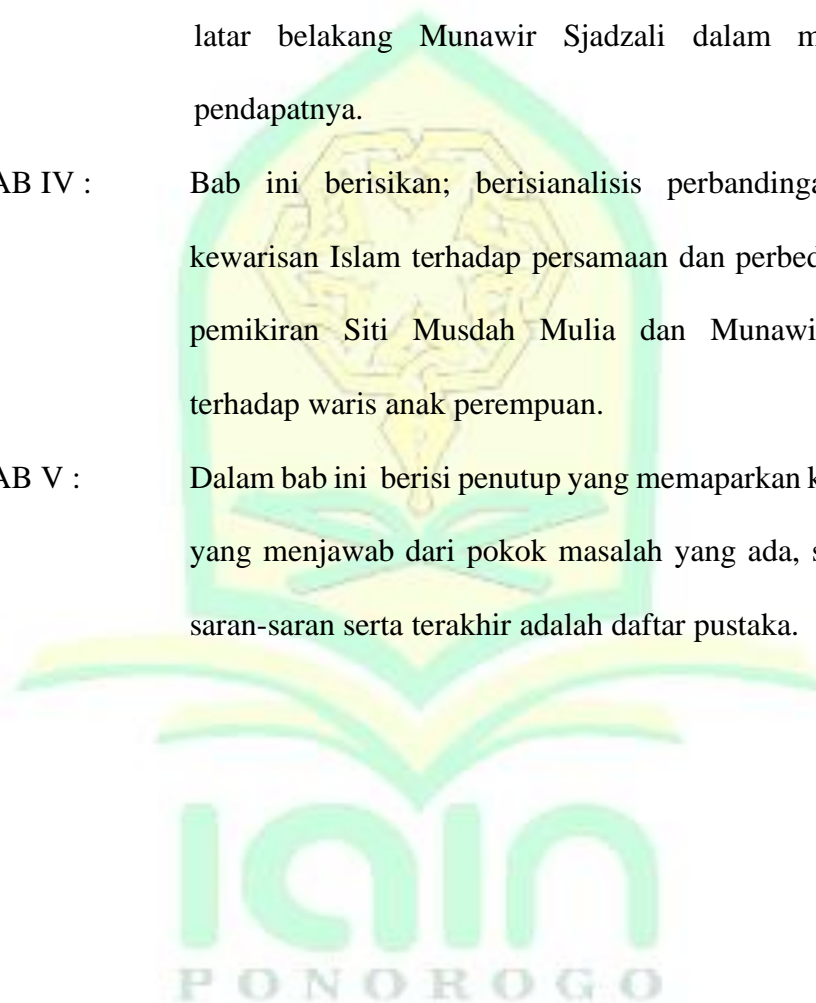 latar belakang Munawir Sjadzali dalam m
pendapatnya.
AB IV : Bab ini berisikan; berisianalisis perbandinga
kewarisan Islam terhadap persamaan dan perbed
pemikiran Siti Musdah Mulia dan Munawi
terhadap waris anak perempuan.
AB V : Dalam bab ini berisi penutup yang memaparkan k
yang menjawab dari pokok masalah yang ada, s
saran-saran serta terakhir adalah daftar pustaka.
iain
PONOROGO